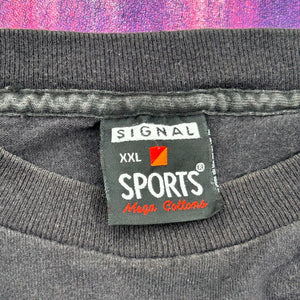 SIGNAL
XXL
SPORTS®
Mega Cottons